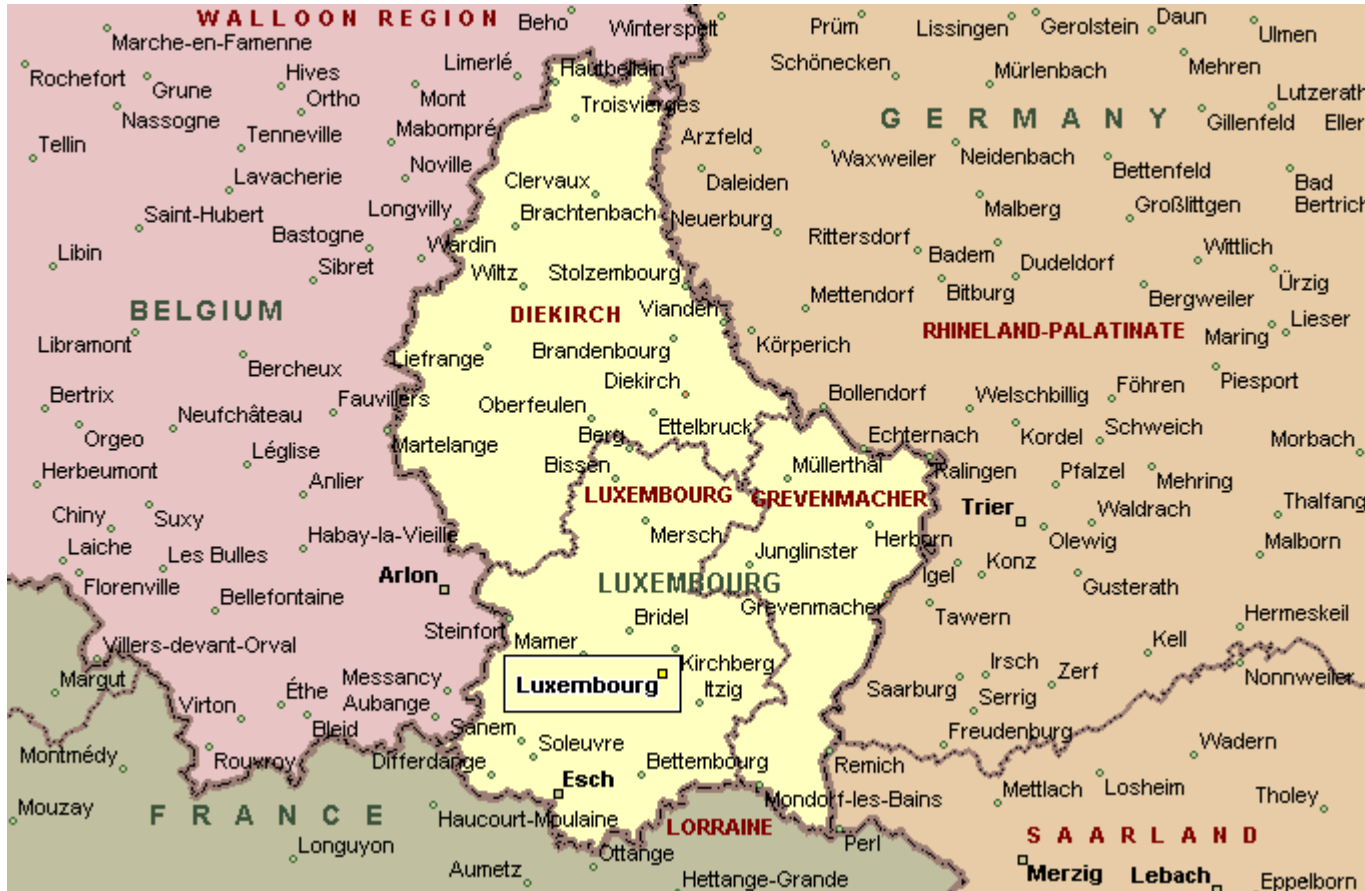 WALLOON REGION
Beho
Winterspelt
Prüm
Lissingen
Gerolstein
Daun
Ulmen
Marche-en-Famenne
Rochefort
Grune
Hives
Limerlé
Hautbellain
Schönecken
Mürlenbach
Mehren
Nassogne
Ortho
Mont
Troisvierges
Lutzerath
GERMANY
Gillenfeld
Eller
Tellin
Tenneville
Mabompré
Arzfeld
Waxweiler
Neidenbach
Bettenfeld
Noville
Lavacherie
Clervaux
Daleiden
Bad
Bertrich
Saint-Hubert
Longvilly
Brachtenbach
Neuerburg
Malberg
Großlittgen
Bastogne
Wardin
Rittersdorf
Badem
Wittlich
Libin
Sibret
Wiltz
Stolzembourg
Dudeldorf
Ürzig
BELGIUM
DIEKIRCH
Vianden
Mettendorf
Bitburg
Bergweiler
Lieser
RHINELAND-PALATINATE
Maring
Libramont
Liefrange
Brandenbourg
Körperich
Bercheux
Diekirch
Bollendorf
Welschbillig
Föhren
Piesport
Bertrix
Neufchâteau
Fauvillers
Oberfeulen
Ettelbruck
Orgeo
Martelange
Berg
Echternach
Kordel
Schweich
Morbach
Léglise
Bissen
Müllerthal
Ralingen
Pfalzel
Mehring
Herbeumont
Anlier
LUXEMBOURG
GREVENMACHER
Trier
Waldrach
Thalfang
Chiny
Suxy
Habay-la-Vieille
Mersch
Herborn
Olewig
Malborn
Laiche
Les Bulles
Junglinster
Igel
Konz
Florenville
Arlon
LUXEMBOURG
Gusterath
Bellefontaine
Grevenmacher
Tawern
Hermeskeil
Steinfort
Bridel
Villers-devant-Orval
Mamer
Kell
Margut
Messancy
Kirchberg
Irsch
Zerf
Nonnweiler
Éthe
Luxembourg
Itzig
Saarburg
Serrig
Virton
Aubange
Bleid
Sanem
Freudenburg
Montmédy
Rouvroy
Differdange
Soleuvre
Bettembourg
Remich
Wadern
Esch
Mettlach
Losheim
Tholey
Mouzay
FRANCE
Haucourt-Moulaine
Mondorf-les-Bains
LORRAINE
SAARLAND
Longuyon
Ottange
Perl
Aumetz
Hettange-Grande
Merzig
Lebach
Eppelborn